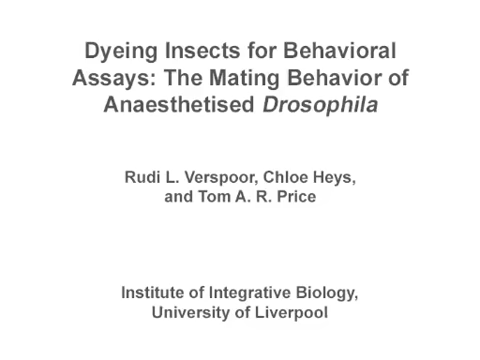 Dyeing Insects for Behavioral
Assays: The Mating Behavior of
Anaesthetised Drosophila
Rudi L. Verspoor, Chloe Heys,
and Tom A. R. Price
Institute of Integrative Biology,
University of Liverpool